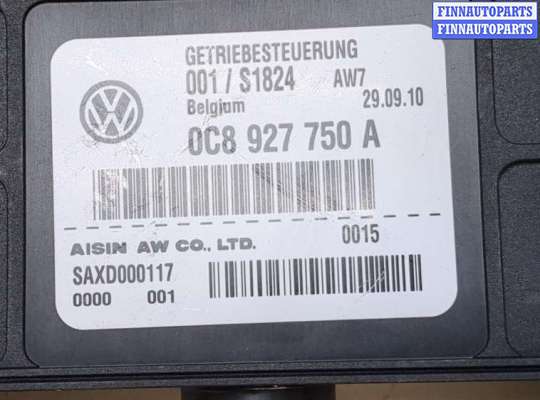 FINNAUTOPARTS
FINNAUTOPARTS
GETRIEBESTEUERUNG
001 / S1824 AW7
Belgium 29.09.10
0C8 927 750 A
AISIN AW CO., LTD. 0015
SAXD000117
0000 001